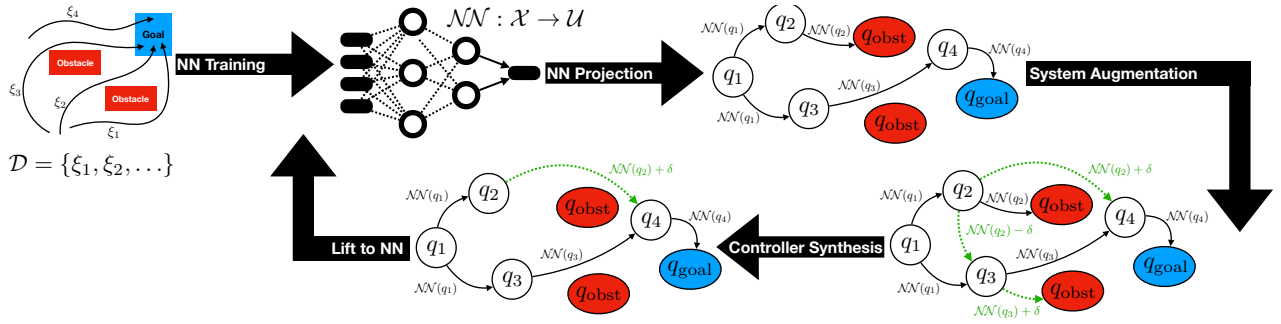 ξ₄
Goal
Obstacle
ξ₃
ξ₂
Obstacle
ξ₁
𝒟 = {ξ₁, ξ₂, …}
NN Training
𝒩𝒩 : 𝒳 → 𝒰
NN Projection
𝒩𝒩(q₁)
q₂
𝒩𝒩(q₂)
q_obst
q₁
q₄
𝒩𝒩(q₄)
𝒩𝒩(q₃)
q_goal
𝒩𝒩(q₁)
q₃
q_obst
System Augmentation
𝒩𝒩(q₂) + δ
𝒩𝒩(q₁)
q₂
𝒩𝒩(q₂)
q_obst
q₄
𝒩𝒩(q₄)
q₁
𝒩𝒩(q₂) − δ
𝒩𝒩(q₃)
q_goal
𝒩𝒩(q₁)
q₃
q_obst
𝒩𝒩(q₃) + δ
Controller Synthesis
𝒩𝒩(q₂) + δ
𝒩𝒩(q₁)
q₂
q_obst
q₄
𝒩𝒩(q₄)
q₁
𝒩𝒩(q₃)
q_goal
𝒩𝒩(q₁)
q₃
q_obst
Lift to NN